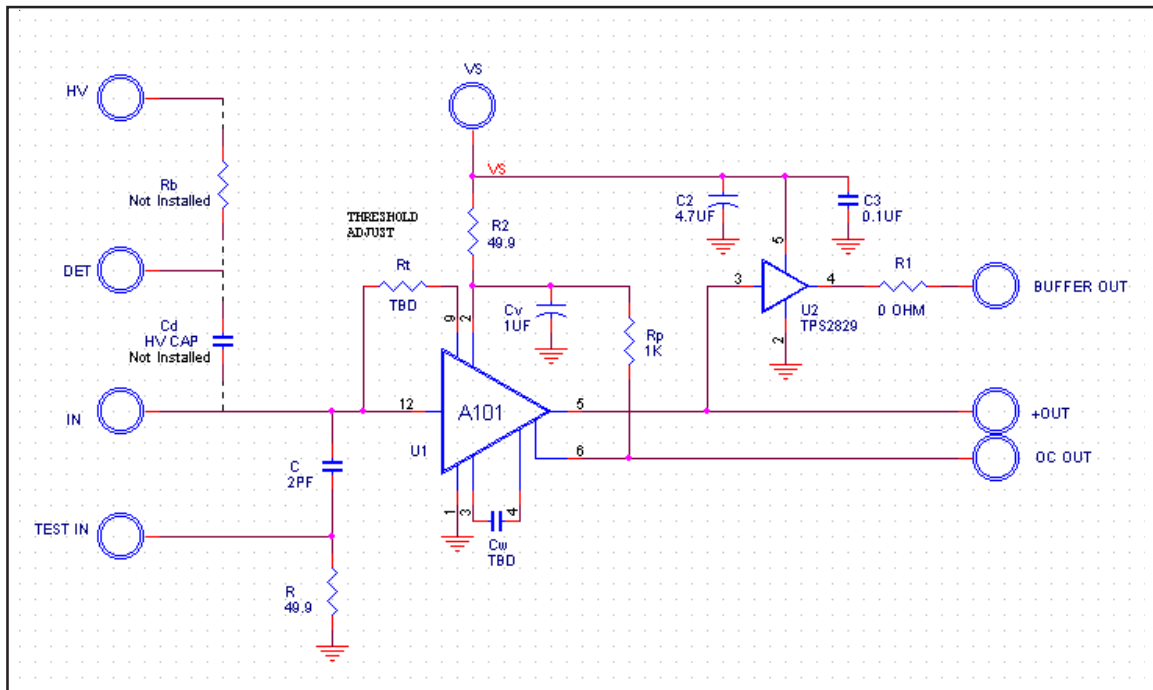 HV
VS
VS
Rb
Not Installed
C2
4.7UF
C3
0.1UF
THRESHOLD
ADJUST
R2
49.9
5
DET
Rt
TBD
R1
3
4
BUFFER OUT
Cd
HV CAP
Not Installed
9
2
Cv
1UF
U2
TPS2829
0 OHM
Rp
1K
2
IN
12
A101
5
+OUT
U1
6
OC OUT
C
2PF
1
3
4
TEST IN
Cw
TBD
R
49.9